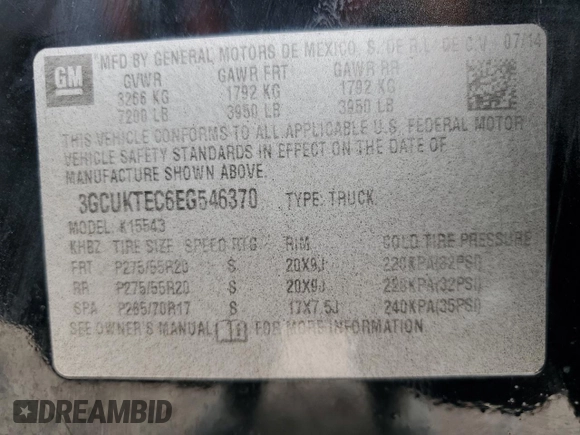 GM
MFD BY GENERAL MOTORS DE MEXICO, S. DE R.L. DE C.V. 07/14
GVWR GAWR FRT GAWR RR
3266 KG 1792 KG 1792 KG
7200 LB 3950 LB 3950 LB
THIS VEHICLE CONFORMS TO ALL APPLICABLE U.S. FEDERAL MOTOR
VEHICLE SAFETY STANDARDS IN EFFECT ON THE DATE OF
MANUFACTURE SHOWN ABOVE.
3GCUKTEC6EG546370 TYPE: TRUCK
MODEL: K15543
KHBZ TIRE SIZE SPEED RTG RIM COLD TIRE PRESSURE
FRT P275/55R20 S 20X9J 220KPA(32PSI)
RR P275/55R20 S 20X9J 220KPA(32PSI)
SPA P265/70R17 S 17X7.5J 240KPA(35PSI)
SEE OWNER'S MANUAL FOR MORE INFORMATION.
DREAMBID